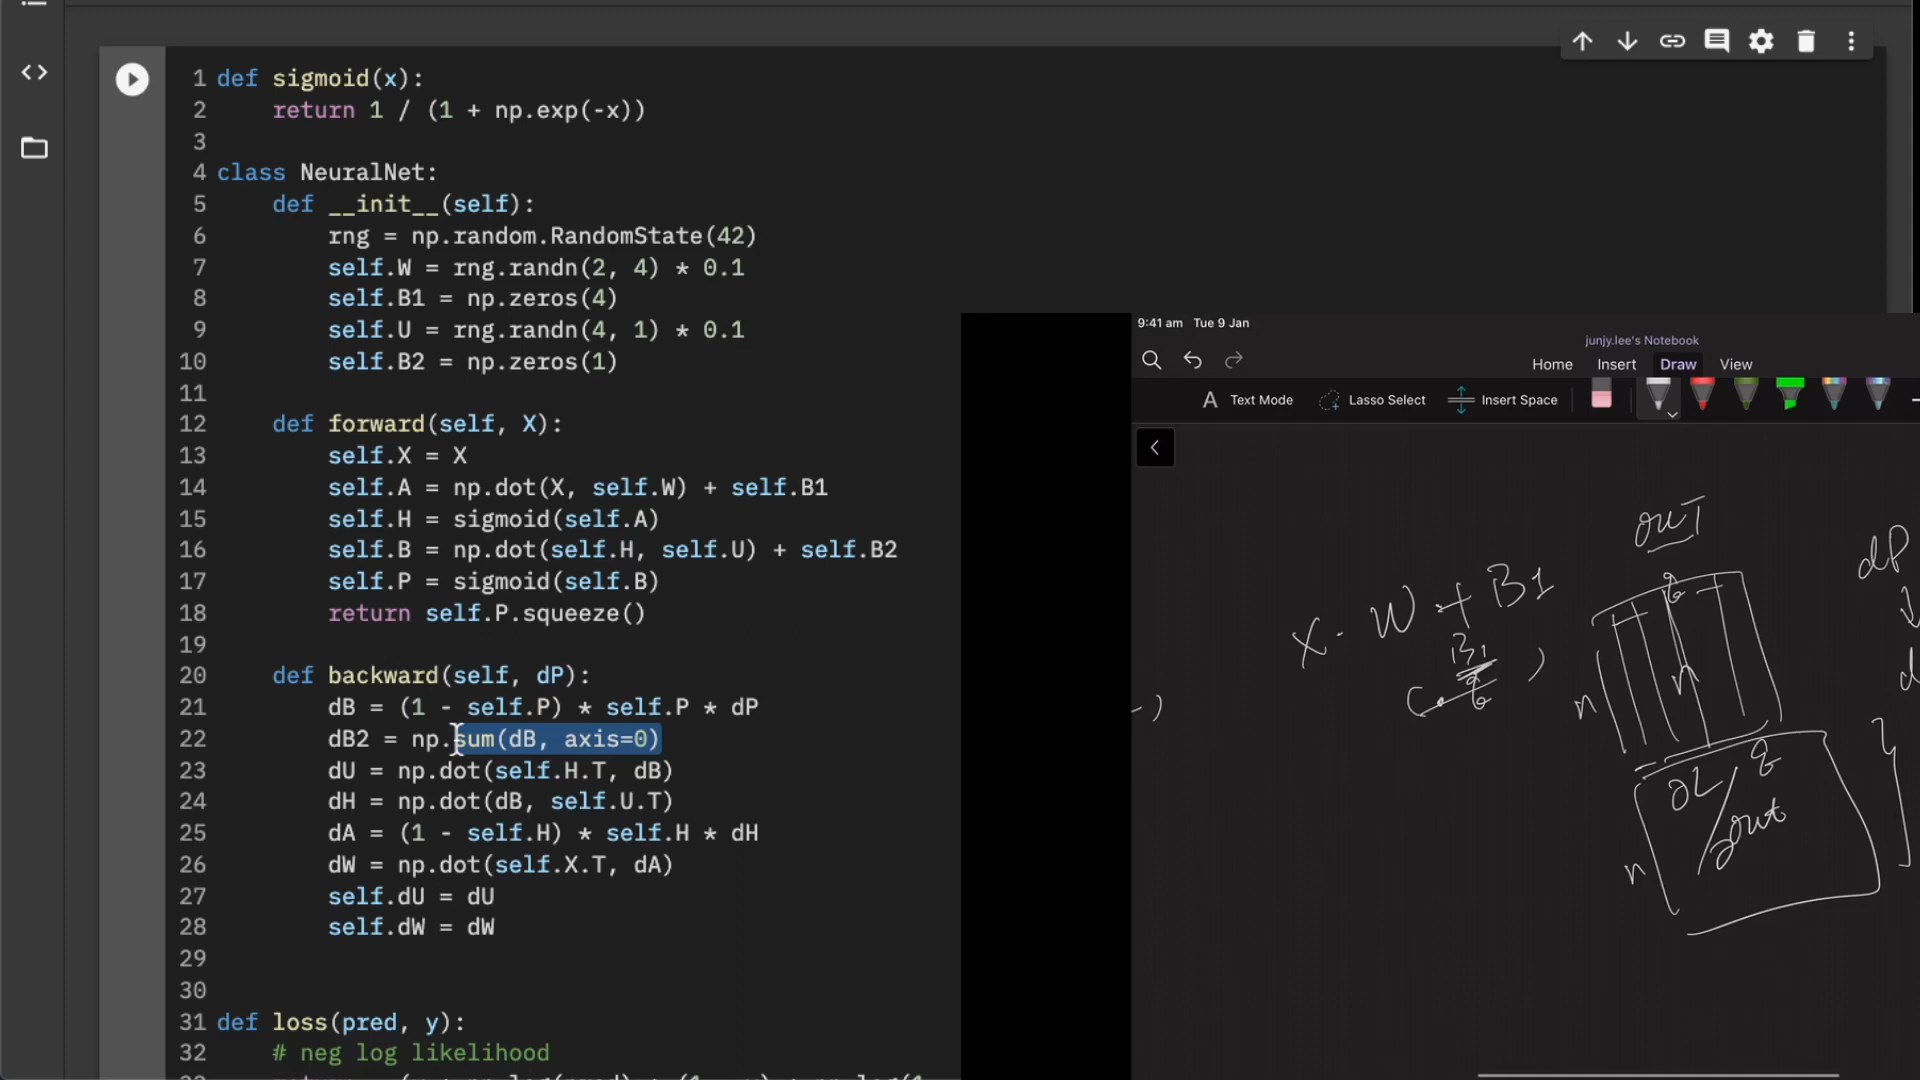 1 def sigmoid(x):
2 return 1 / (1 + np.exp(-x))
3
4 class NeuralNet:
5 def __init__(self):
6 rng = np.random.RandomState(42)
7 self.W = rng.randn(2, 4) * 0.1
8 self.B1 = np.zeros(4)
9 self.U = rng.randn(4, 1) * 0.1
10 self.B2 = np.zeros(1)
11
12 def forward(self, X):
13 self.X = X
14 self.A = np.dot(X, self.W) + self.B1
15 self.H = sigmoid(self.A)
16 self.B = np.dot(self.H, self.U) + self.B2
17 self.P = sigmoid(self.B)
18 return self.P.squeeze()
19
20 def backward(self, dP):
21 dB = (1 - self.P) * self.P * dP
22 dB2 = np.sum(dB, axis=0)
23 dU = np.dot(self.H.T, dB)
24 dH = np.dot(dB, self.U.T)
25 dA = (1 - self.H) * self.H * dH
26 dW = np.dot(self.X.T, dA)
27 self.dU = dU
28 self.dW = dW
29
30
31 def loss(pred, y):
32 # neg log likelihood
9:41 am Tue 9 Jan
junjy.lee's Notebook
Home Insert Draw View
A Text Mode Lasso Select Insert Space
OUT
dP
X · W + B1
B1
n
n
d
∂L
/
∂out
n